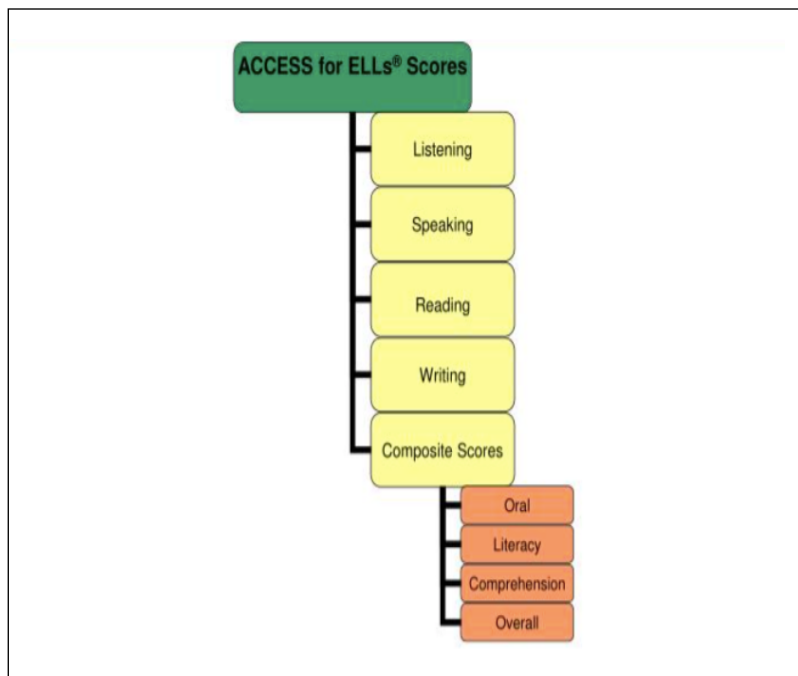 ACCESS for ELLs® Scores
Listening
Speaking
Reading
Writing
Composite Scores
Oral
Literacy
Comprehension
Overall